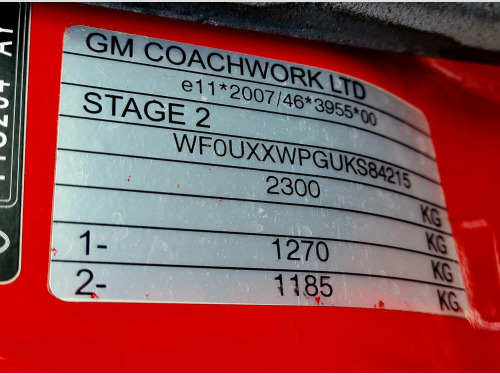 GM COACHWORK LTD
e11*2007/46*3955*00
STAGE 2
WF0UXXWPGUKS84215
2300 KG
KG
1- 1270 KG
2- 1185 KG